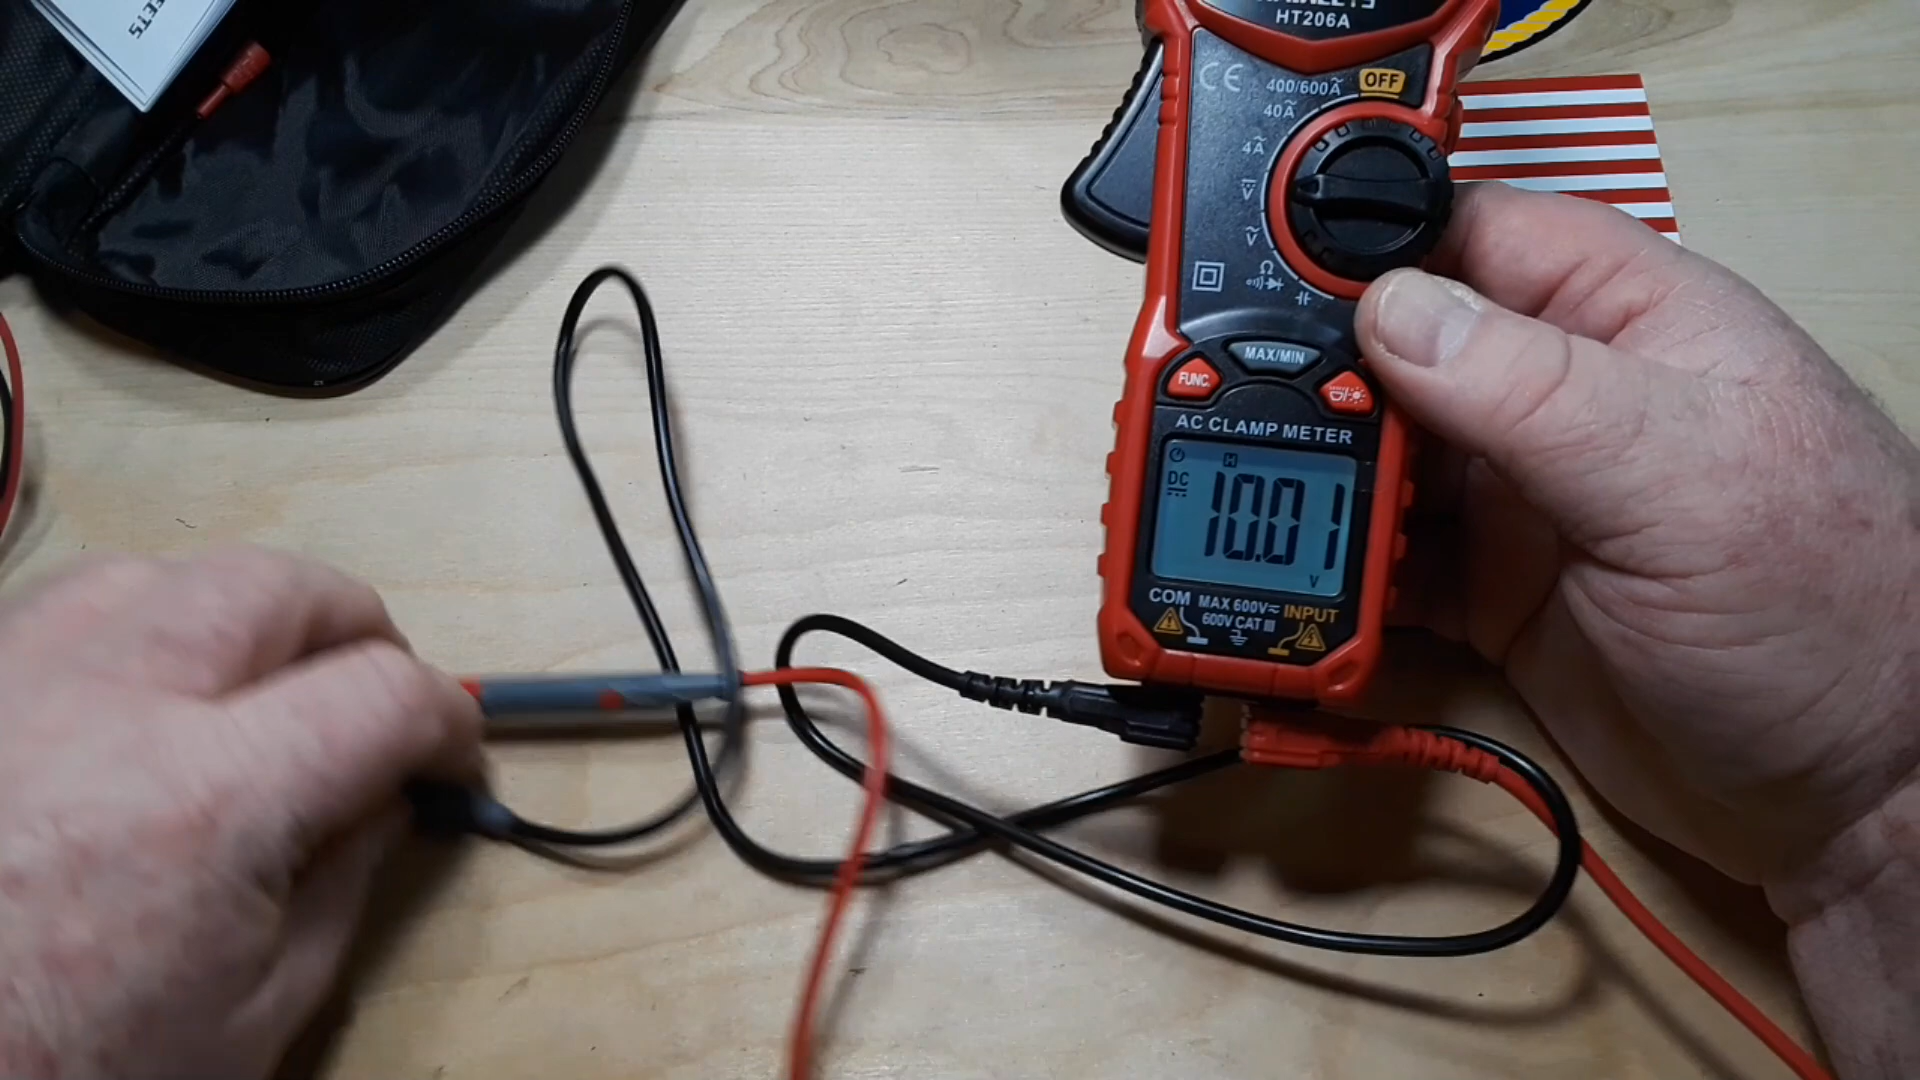 EETS
HT206A
CE
OFF
400/600A
40A
4A
V
V
Ω
MAX/MIN
FUNC.
AC CLAMP METER
H
DC
10.01
V
COM
MAX 600V
INPUT
600V CAT III